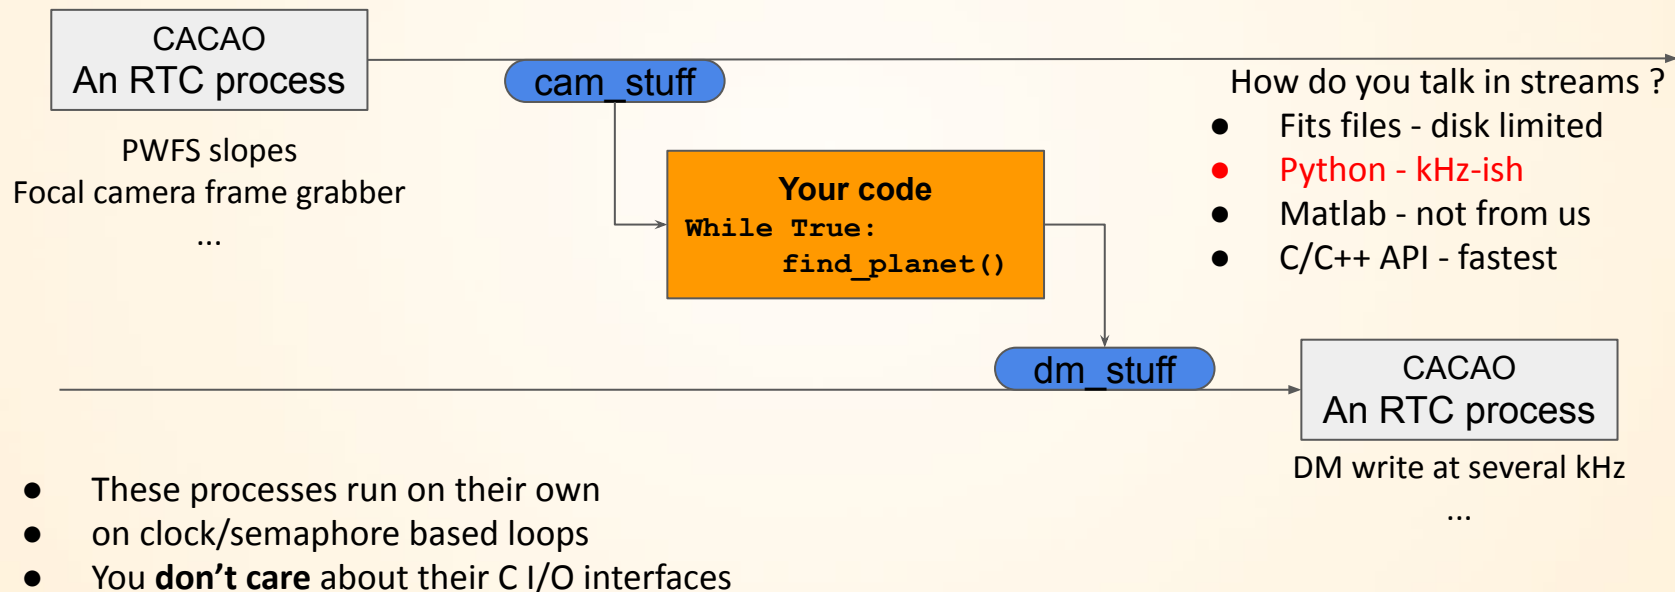 CACAO
An RTC process
PWFS slopes
Focal camera frame grabber
...
cam_stuff
Your code
While True:
find_planet()
How do you talk in streams ?
● Fits files - disk limited
● Python - kHz-ish
● Matlab - not from us
● C/C++ API - fastest
dm_stuff
CACAO
An RTC process
DM write at several kHz
...
● These processes run on their own
● on clock/semaphore based loops
● You don’t care about their C I/O interfaces